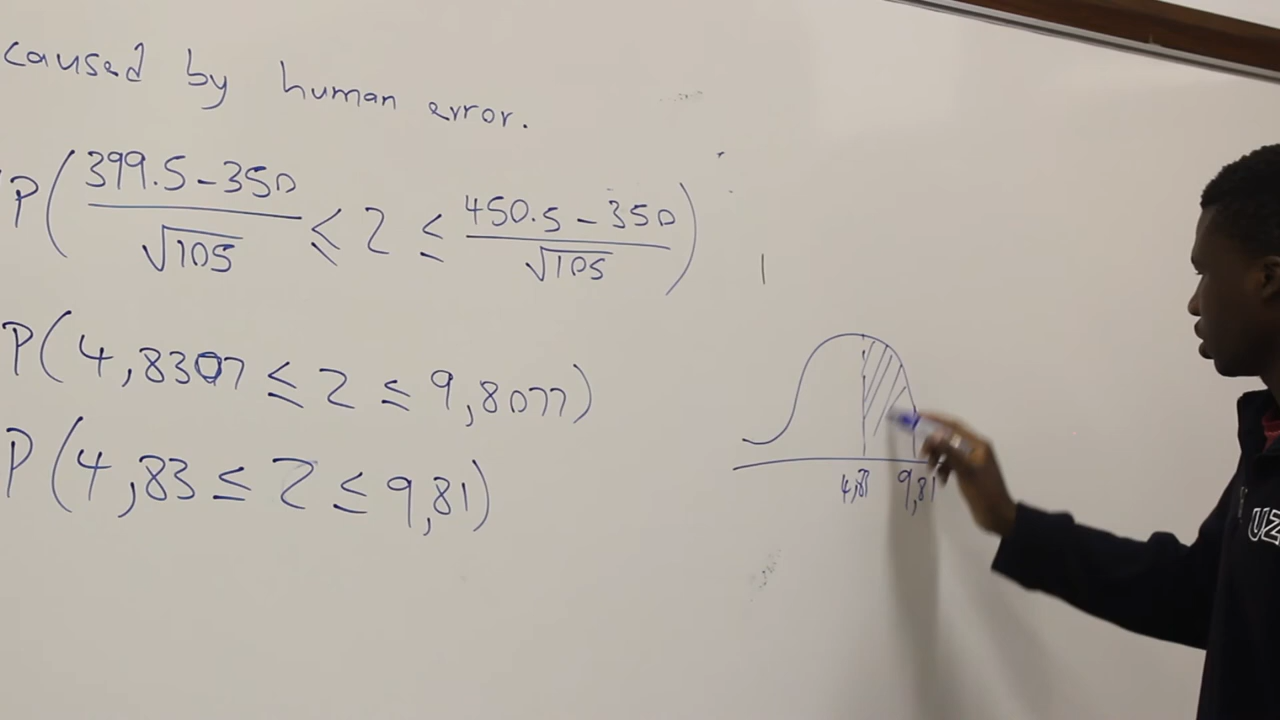 caused by human error.
P(399.5-350/√105 ≤ Z ≤ 450.5-350/√105)
P(4,8307 ≤ Z ≤ 9,8077)
P(4,83 ≤ Z ≤ 9,81)
4,83 9,81
UZ